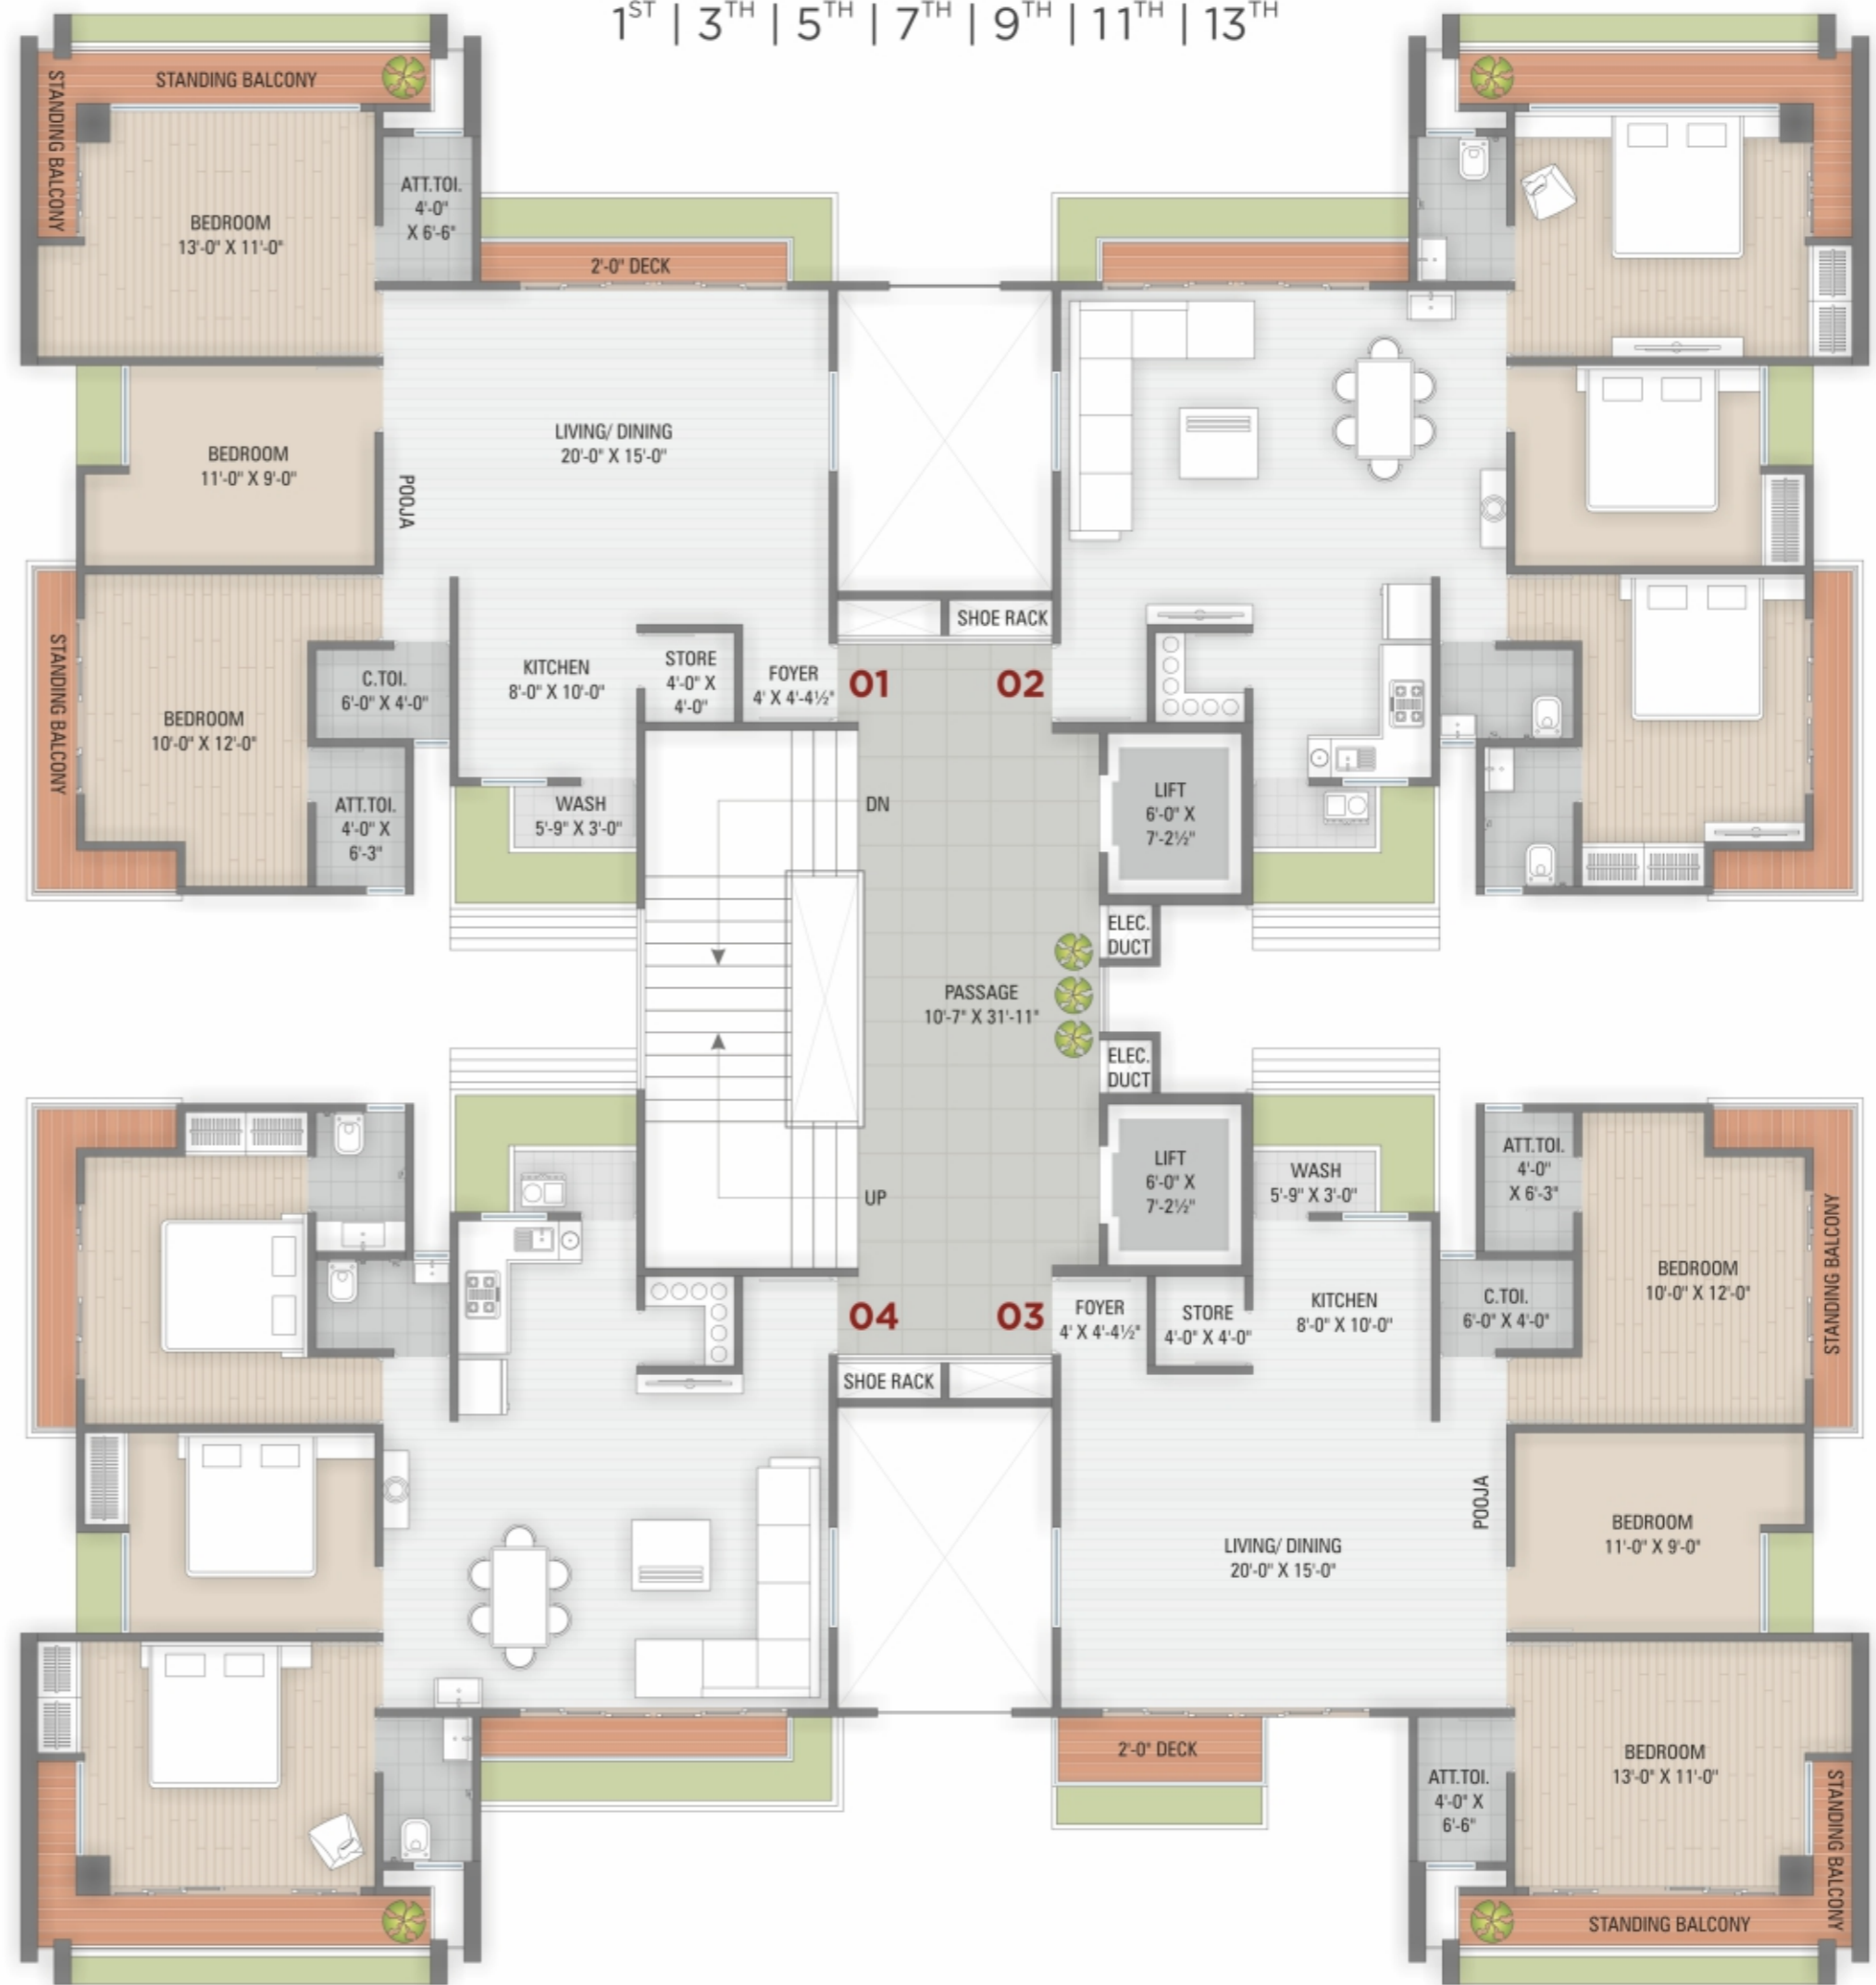 1ST | 3TH | 5TH | 7TH | 9TH | 11TH | 13TH
STANDING BALCONY
STANDING BALCONY
BEDROOM
13'-0" X 11'-0"
ATT.TOI.
4'-0"
X 6'-6"
2'-0" DECK
LIVING/ DINING
20'-0" X 15'-0"
BEDROOM
11'-0" X 9'-0"
POOJA
SHOE RACK
STANDING BALCONY
BEDROOM
10'-0" X 12'-0"
C.TOI.
6'-0" X 4'-0"
ATT.TOI.
4'-0" X
6'-3"
KITCHEN
8'-0" X 10'-0"
STORE
4'-0" X
4'-0"
FOYER
4' X 4'-4½"
01
02
WASH
5'-9" X 3'-0"
DN
LIFT
6'-0" X
7'-2½"
ELEC.
DUCT
PASSAGE
10'-7" X 31'-11"
ELEC.
DUCT
UP
LIFT
6'-0" X
7'-2½"
WASH
5'-9" X 3'-0"
ATT.TOI.
4'-0"
X 6'-3"
BEDROOM
10'-0" X 12'-0"
STANDING BALCONY
04
03
FOYER
4' X 4'-4½"
STORE
4'-0" X 4'-0"
KITCHEN
8'-0" X 10'-0"
C.TOI.
6'-0" X 4'-0"
SHOE RACK
POOJA
LIVING/ DINING
20'-0" X 15'-0"
BEDROOM
11'-0" X 9'-0"
2'-0" DECK
ATT.TOI.
4'-0" X
6'-6"
BEDROOM
13'-0" X 11'-0"
STANDING BALCONY
STANDING BALCONY